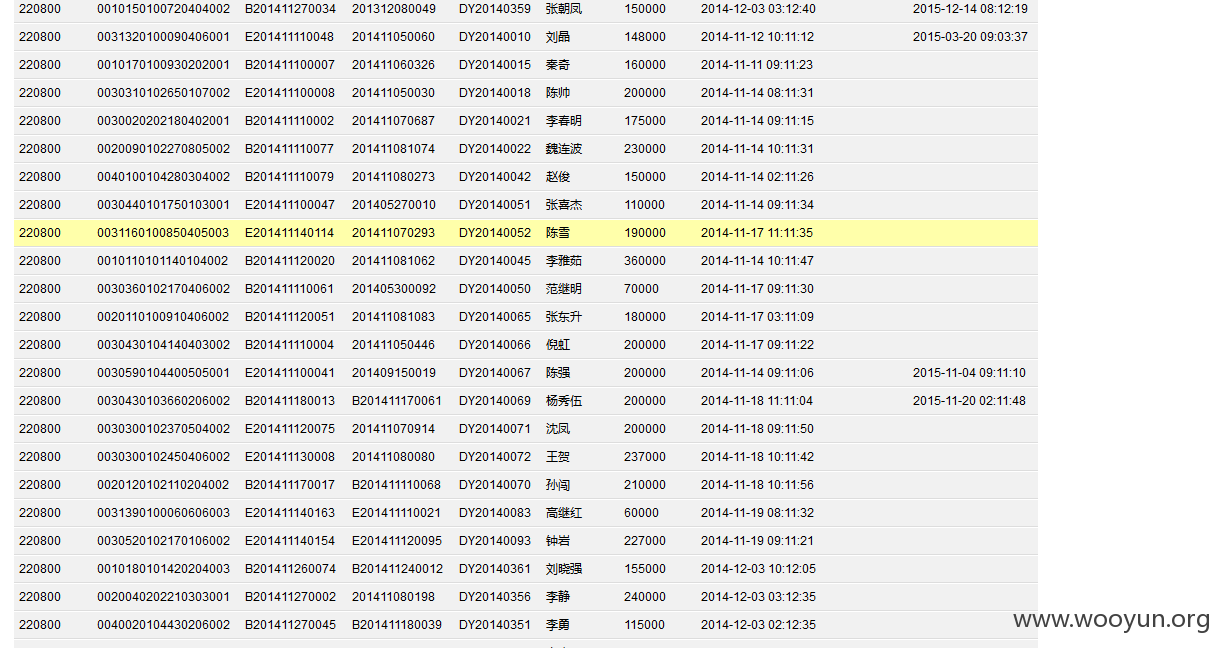 220800 0010150100720404002 B201411270034 201312080049 DY20140359 张朝凤 150000 2014-12-03 03:12:40 2015-12-14 08:12:19
220800 0031320100090406001 E201411110048 201411050060 DY20140010 刘晶 148000 2014-11-12 10:11:12 2015-03-20 09:03:37
220800 0010170100930202001 B201411100007 201411060326 DY20140015 秦奇 160000 2014-11-11 09:11:23
220800 0030310102650107002 E201411100008 201411050030 DY20140018 陈帅 200000 2014-11-14 08:11:31
220800 0030020202180402001 B201411110002 201411070687 DY20140021 李春明 175000 2014-11-14 09:11:15
220800 0020090102270805002 B201411110077 201411081074 DY20140022 魏连波 230000 2014-11-14 10:11:31
220800 0040100104280304002 B201411110079 201411080273 DY20140042 赵俊 150000 2014-11-14 02:11:26
220800 0030440101750103001 E201411100047 201405270010 DY20140051 张喜杰 110000 2014-11-14 09:11:34
220800 0031160100850405003 E201411140114 201411070293 DY20140052 陈雪 190000 2014-11-17 11:11:35
220800 0010110101140104002 B201411120020 201411081062 DY20140045 李雅茹 360000 2014-11-14 10:11:47
220800 0030360102170406002 B201411110061 201405300092 DY20140050 范继明 70000 2014-11-17 09:11:30
220800 0020110100910406002 B201411120051 201411081083 DY20140065 张东升 180000 2014-11-17 03:11:09
220800 0030430104140403002 B201411110004 201411050446 DY20140066 倪虹 200000 2014-11-17 09:11:22
220800 0030590104400505001 E201411100041 201409150019 DY20140067 陈强 200000 2014-11-14 09:11:06 2015-11-04 09:11:10
220800 0030430103660206002 B201411180013 B201411170061 DY20140069 杨秀伍 200000 2014-11-18 11:11:04 2015-11-20 02:11:48
220800 0030300102370504002 E201411120075 201411070914 DY20140071 沈凤 200000 2014-11-18 09:11:50
220800 0030300102450406002 E201411130008 201411080080 DY20140072 王贺 237000 2014-11-18 10:11:42
220800 0020120102110204002 B201411170017 B201411110068 DY20140070 孙闯 210000 2014-11-18 10:11:56
220800 0031390100060606003 E201411140163 E201411110021 DY20140083 高继红 60000 2014-11-19 08:11:32
220800 0030520102170106002 E201411140154 E201411120095 DY20140093 钟岩 227000 2014-11-19 09:11:21
220800 0010180101420204003 B201411260074 B201411240012 DY20140361 刘晓强 155000 2014-12-03 10:12:05
220800 0020040202210303001 B201411270002 201411080198 DY20140356 李静 240000 2014-12-03 03:12:35
220800 0040020104430206002 B201411270045 B201411180039 DY20140351 李勇 115000 2014-12-03 02:12:35
www.wooyun.org